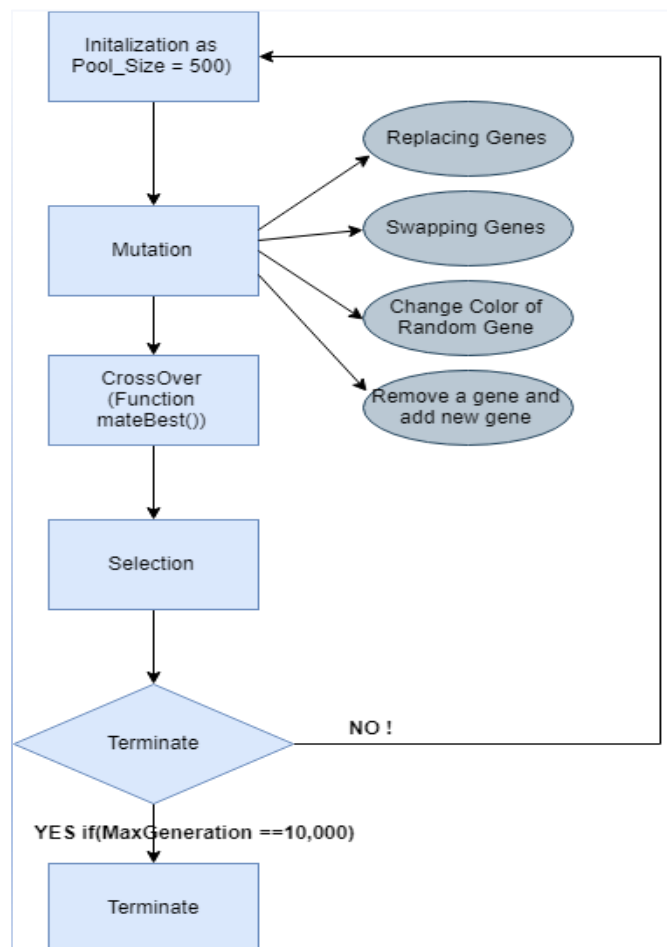 Initalization as
Pool_Size = 500)
Replacing Genes
Swapping Genes
Mutation
Change Color of
Random Gene
CrossOver
(Function
mateBest())
Remove a gene and
add new gene
Selection
NO !
Terminate
YES if(MaxGeneration ==10,000)
Terminate